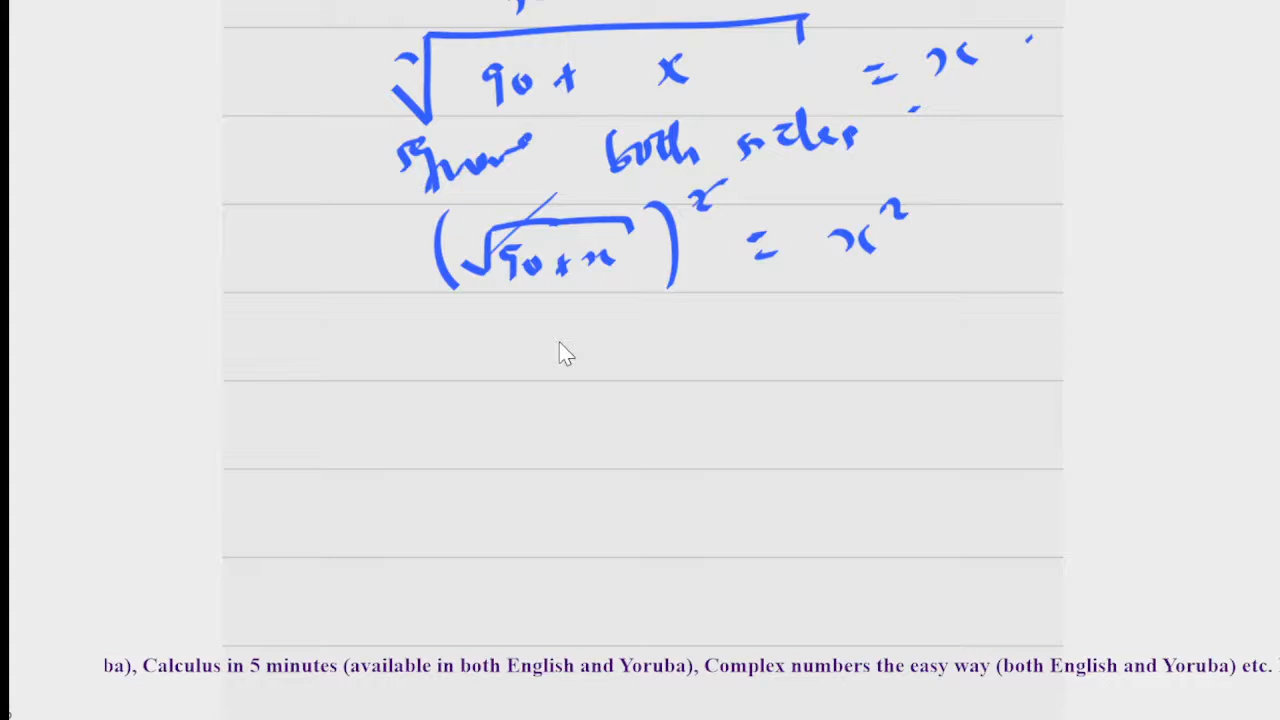 √90 + x = x
square both sides :
(√90 + x)² = x²
ba), Calculus in 5 minutes (available in both English and Yoruba), Complex numbers the easy way (both English and Yoruba) etc.